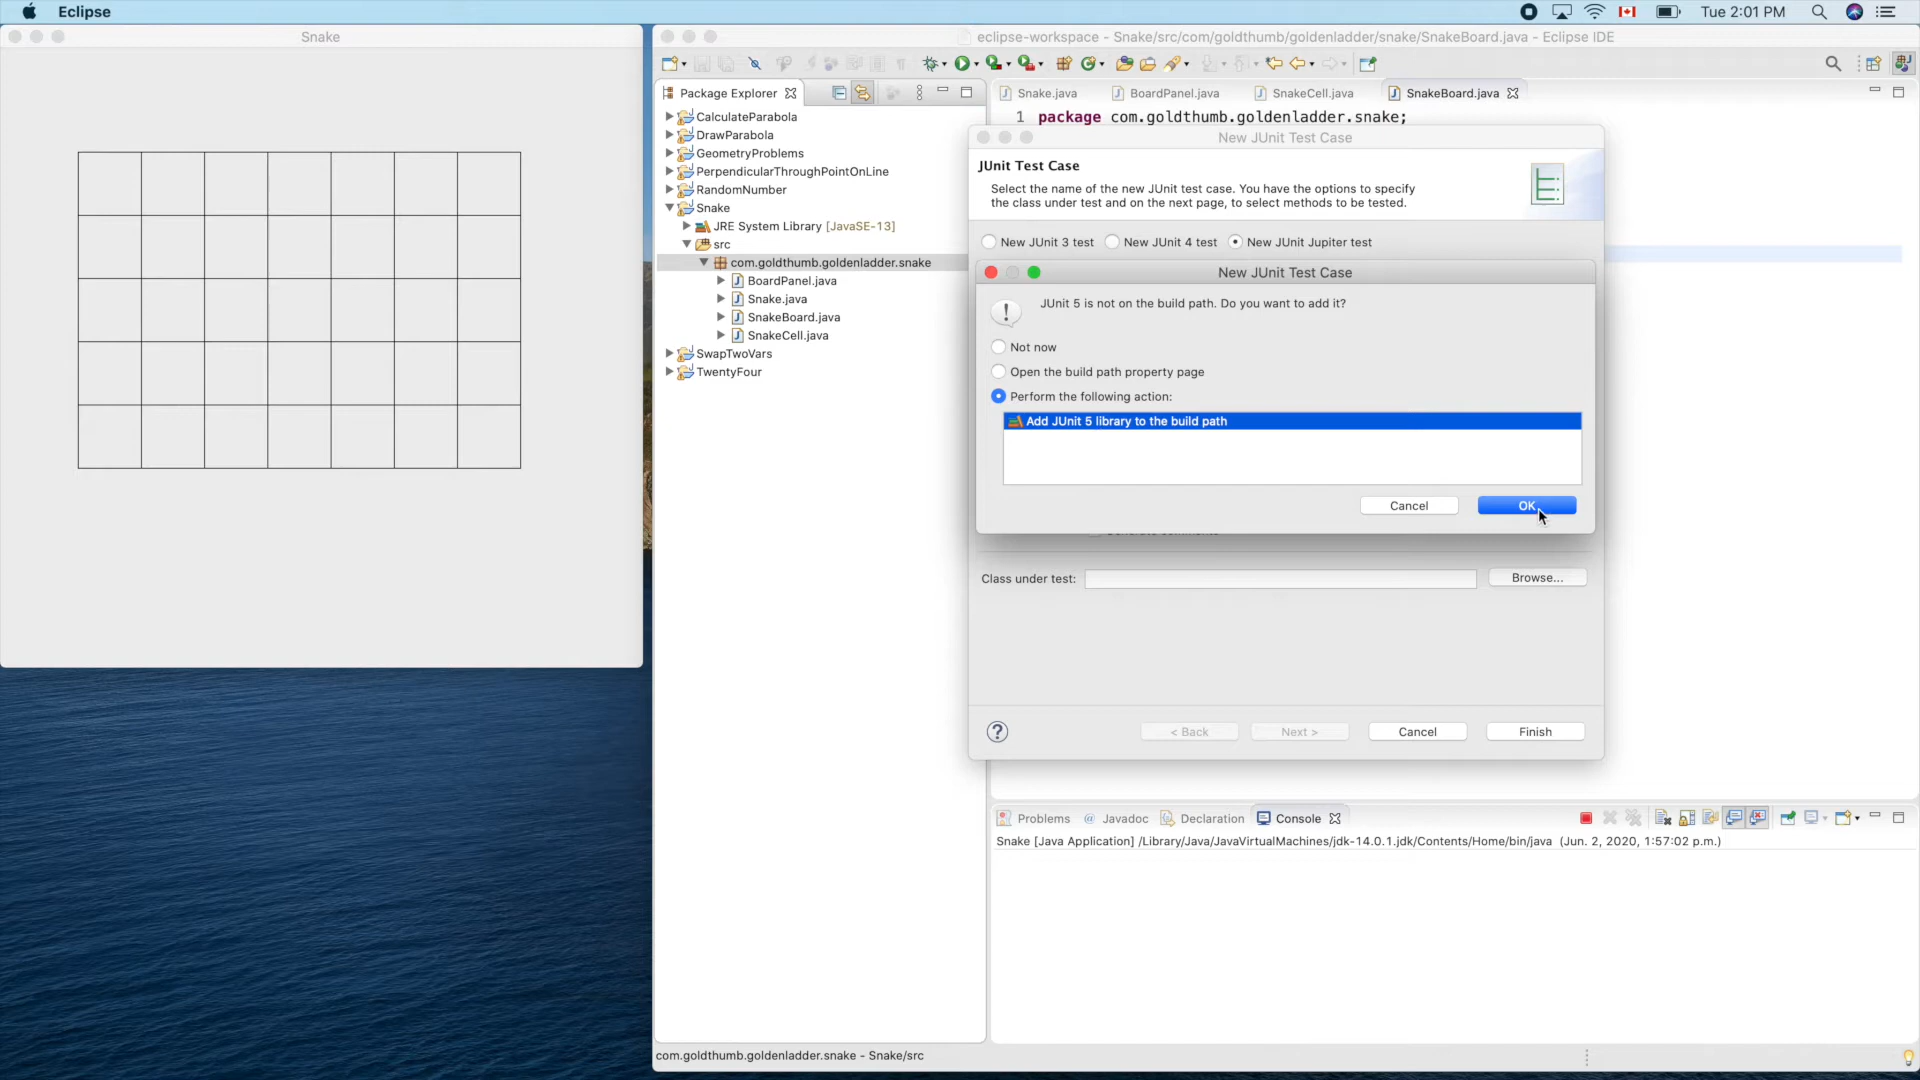 Eclipse
Tue 2:01 PM
Snake
eclipse-workspace - Snake/src/com/goldthumb/goldenladder/snake/SnakeBoard.java - Eclipse IDE
Package Explorer
Snake.java
BoardPanel.java
SnakeCell.java
SnakeBoard.java
CalculateParabola
DrawParabola
GeometryProblems
PerpendicularThroughPointOnLine
RandomNumber
Snake
JRE System Library [JavaSE-13]
src
com.goldthumb.goldenladder.snake
BoardPanel.java
Snake.java
SnakeBoard.java
SnakeCell.java
SwapTwoVars
TwentyFour
1 package com.goldthumb.goldenladder.snake;
New JUnit Test Case
JUnit Test Case
Select the name of the new JUnit test case. You have the options to specify
the class under test and on the next page, to select methods to be tested.
New JUnit 3 test
New JUnit 4 test
New JUnit Jupiter test
New JUnit Test Case
JUnit 5 is not on the build path. Do you want to add it?
Not now
Open the build path property page
Perform the following action:
Add JUnit 5 library to the build path
Cancel
OK
Class under test:
Browse...
?
< Back
Next >
Cancel
Finish
Problems
@ Javadoc
Declaration
Console
Snake [Java Application] /Library/Java/JavaVirtualMachines/jdk-14.0.1.jdk/Contents/Home/bin/java (Jun. 2, 2020, 1:57:02 p.m.)
com.goldthumb.goldenladder.snake - Snake/src